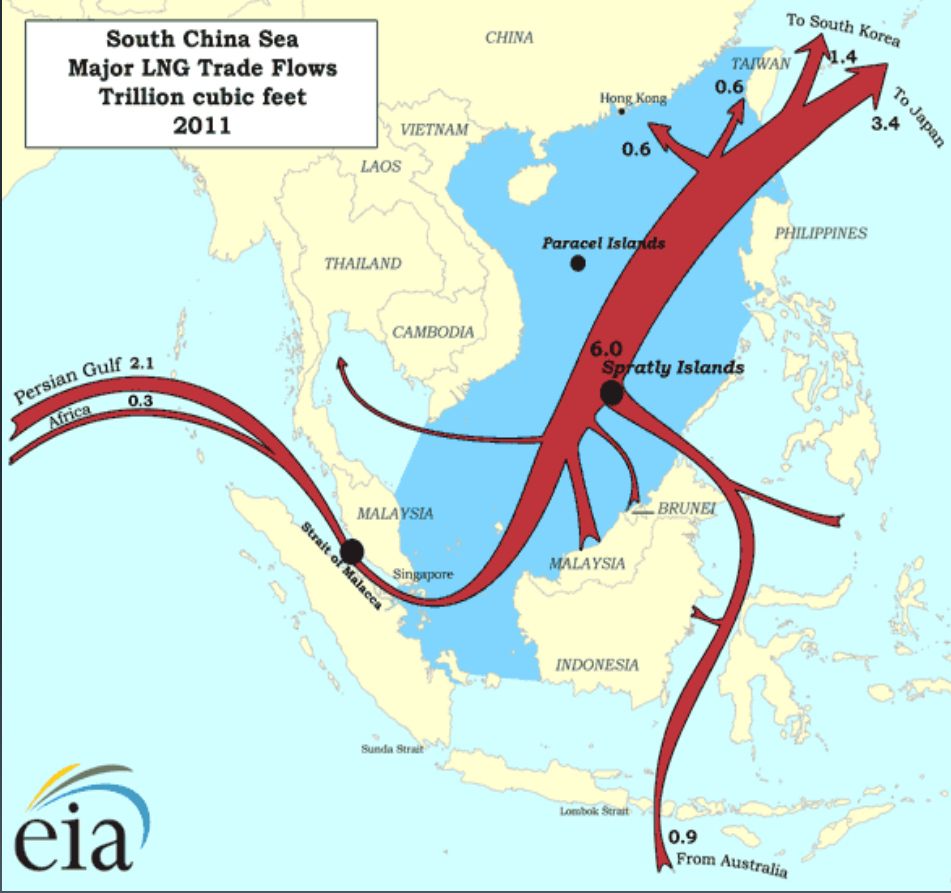 South China Sea
Major LNG Trade Flows
Trillion cubic feet
2011
CHINA
To South Korea
1.4
TAIWAN
0.6
Hong Kong
To Japan
3.4
0.6
VIETNAM
LAOS
Paracel Islands
PHILIPPINES
THAILAND
CAMBODIA
6.0
Spratly Islands
Persian Gulf 2.1
Africa
0.3
MALAYSIA
BRUNEI
Strait of Malacca
Singapore
MALAYSIA
INDONESIA
Sunda Strait
Lombok Strait
0.9
From Australia
eia